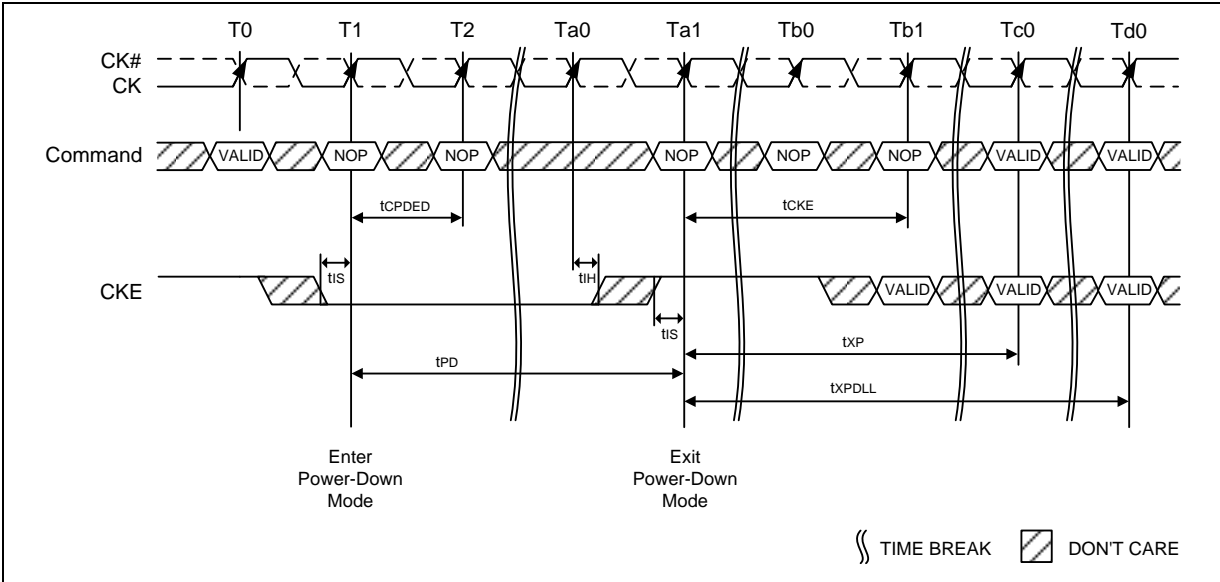 T0 T1 T2 Ta0 Ta1 Tb0 Tb1 Tc0 Td0
CK#
CK
Command VALID NOP NOP NOP NOP NOP VALID VALID
tCPDED tCKE
tIS tIH
CKE VALID VALID VALID
tIS
tXP
tPD
tXPDLL
Enter
Power-Down
Mode
Exit
Power-Down
Mode
TIME BREAK DON'T CARE